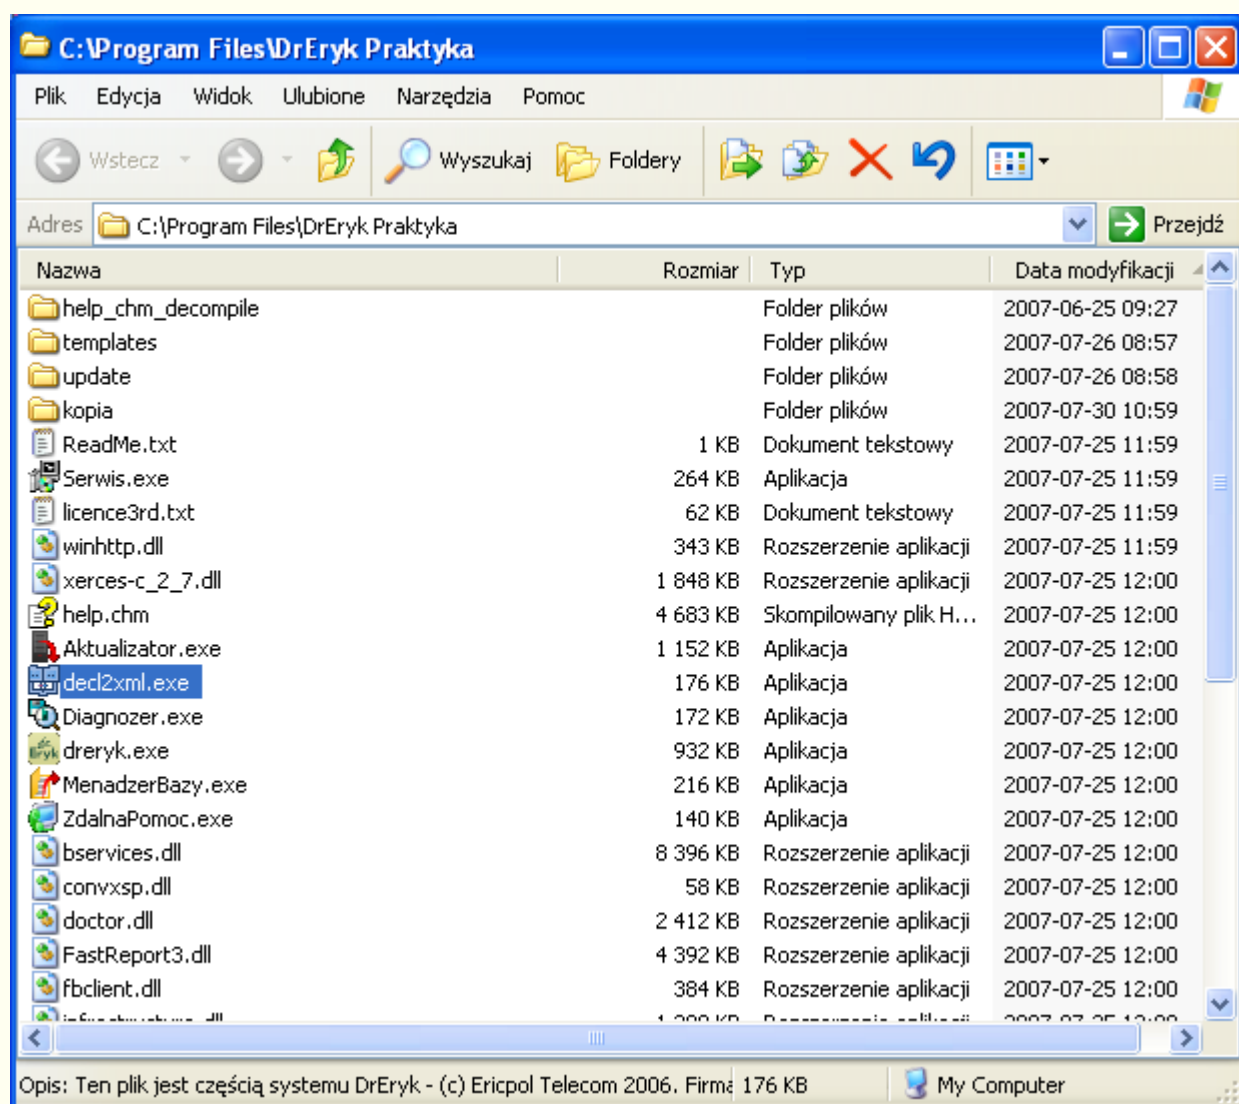 C:\Program Files\DrEryk Praktyka
Plik Edycja Widok Ulubione Narzędzia Pomoc
Wstecz Wyszukaj Foldery
Adres C:\Program Files\DrEryk Praktyka Przejdź
Nazwa Rozmiar Typ Data modyfikacji
help_chm_decompile Folder plików 2007-06-25 09:27
templates Folder plików 2007-07-26 08:57
update Folder plików 2007-07-26 08:58
kopia Folder plików 2007-07-30 10:59
ReadMe.txt 1 KB Dokument tekstowy 2007-07-25 11:59
Serwis.exe 264 KB Aplikacja 2007-07-25 11:59
licence3rd.txt 62 KB Dokument tekstowy 2007-07-25 11:59
winhttp.dll 343 KB Rozszerzenie aplikacji 2007-07-25 11:59
xerces-c_2_7.dll 1 848 KB Rozszerzenie aplikacji 2007-07-25 12:00
help.chm 4 683 KB Skompilowany plik H... 2007-07-25 12:00
Aktualizator.exe 1 152 KB Aplikacja 2007-07-25 12:00
decl2xml.exe 176 KB Aplikacja 2007-07-25 12:00
Diagnozer.exe 172 KB Aplikacja 2007-07-25 12:00
dreryk.exe 932 KB Aplikacja 2007-07-25 12:00
MenadzerBazy.exe 216 KB Aplikacja 2007-07-25 12:00
ZdalnaPomoc.exe 140 KB Aplikacja 2007-07-25 12:00
bservices.dll 8 396 KB Rozszerzenie aplikacji 2007-07-25 12:00
convxsp.dll 58 KB Rozszerzenie aplikacji 2007-07-25 12:00
doctor.dll 2 412 KB Rozszerzenie aplikacji 2007-07-25 12:00
FastReport3.dll 4 392 KB Rozszerzenie aplikacji 2007-07-25 12:00
fbclient.dll 384 KB Rozszerzenie aplikacji 2007-07-25 12:00
Opis: Ten plik jest częścią systemu DrEryk - (c) Ericpol Telecom 2006. Firma 176 KB My Computer